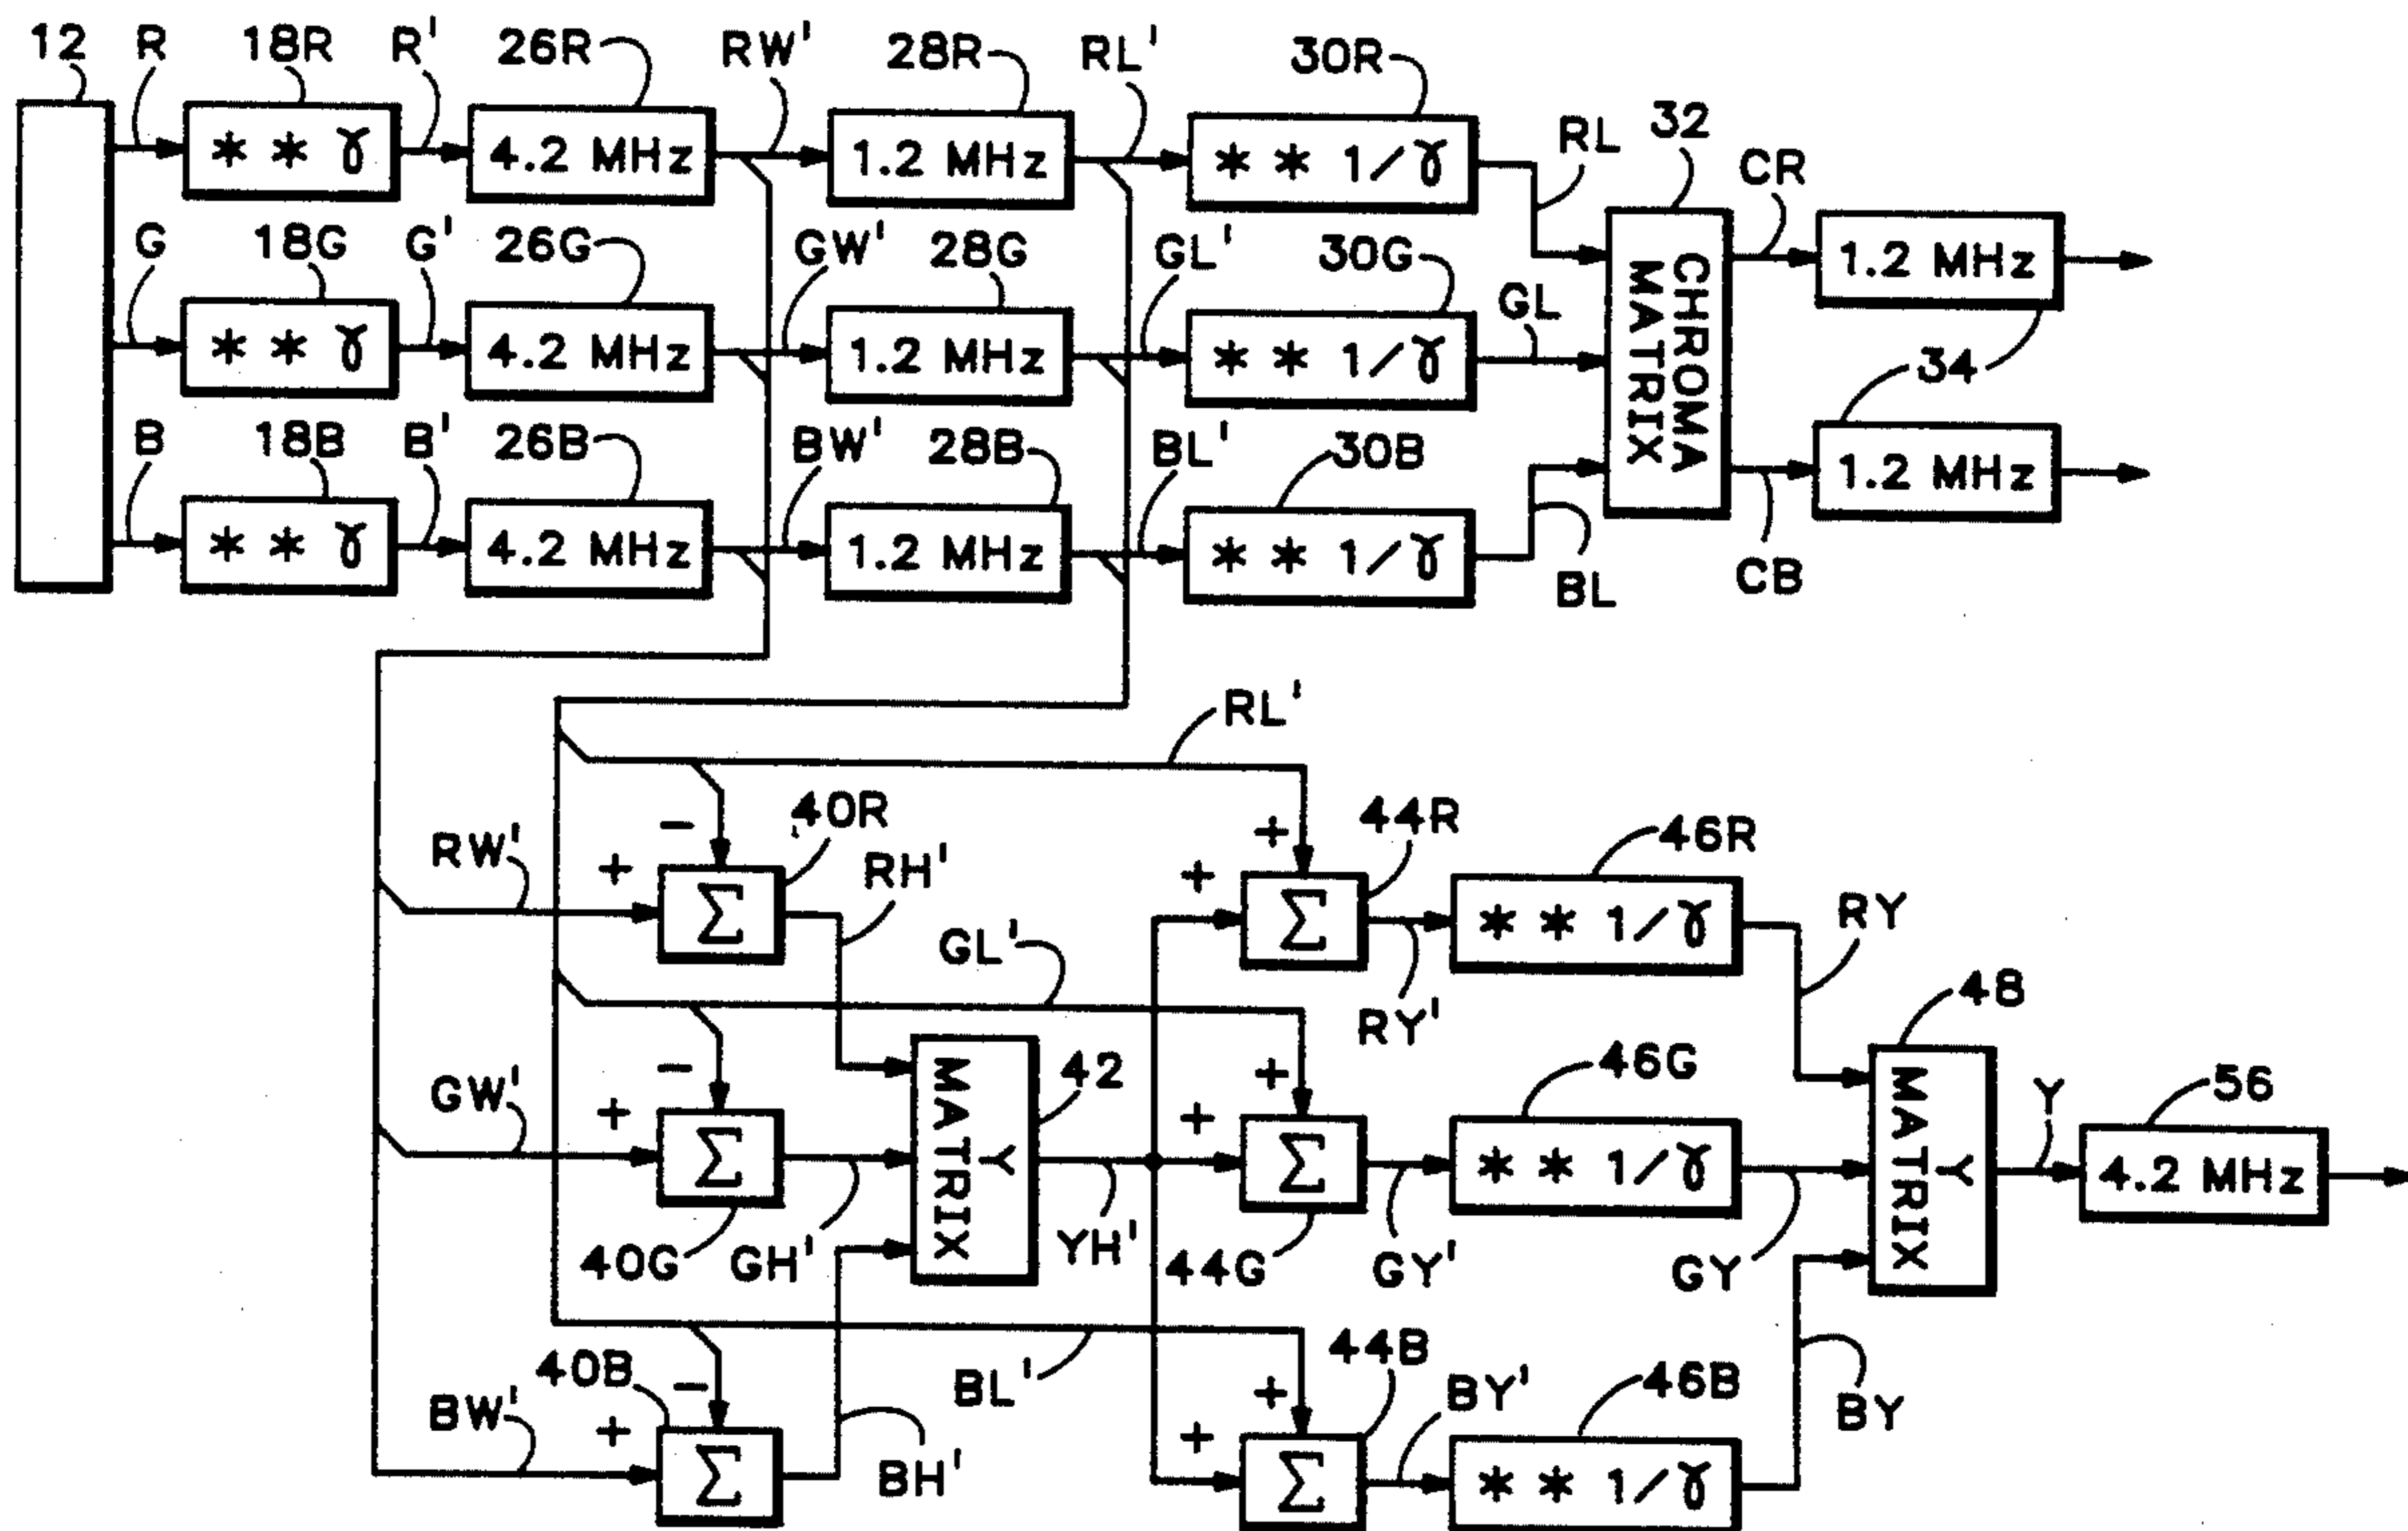 12 R 18R R' 26R RW' 28R RL' 30R
* * γ 4.2 MHz 1.2 MHz * * 1/γ RL 32 CR
1.2 MHz
G 18G G' 26G GW' 28G GL' 30G
* * γ 4.2 MHz 1.2 MHz * * 1/γ GL
CHROMA
MATRIX
34
B 18B B' 26B BW' 28B BL' 30B
* * γ 4.2 MHz 1.2 MHz * * 1/γ BL CB
1.2 MHz
RL'
RW' + − 40R RH' + + 44R 46R
Σ Σ RY' * * 1/γ RY
GL'
GW' + − 42 + + 46G 48
Σ MATRIX Y Σ * * 1/γ MATRIX Y Y 56
4.2 MHz
40G GH' YH' 44G GY' GY
40B − BL' + 44B BY' 46B BY
BW' + Σ BH' + Σ * * 1/γ